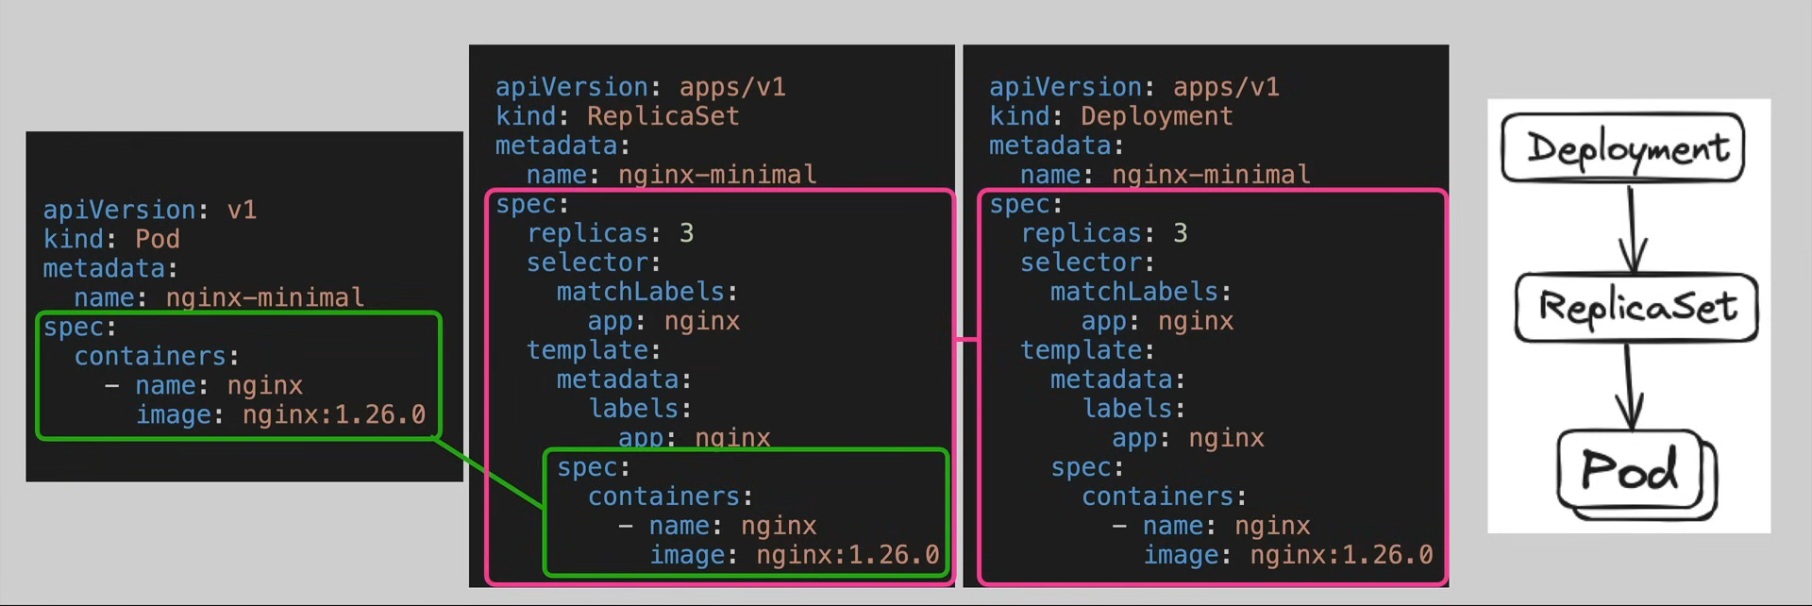 apiVersion: v1
kind: Pod
metadata:
  name: nginx-minimal
spec:
  containers:
    - name: nginx
      image: nginx:1.26.0
apiVersion: apps/v1
kind: ReplicaSet
metadata:
  name: nginx-minimal
spec:
  replicas: 3
  selector:
    matchLabels:
      app: nginx
  template:
    metadata:
      labels:
        app: nginx
    spec:
      containers:
        - name: nginx
          image: nginx:1.26.0
apiVersion: apps/v1
kind: Deployment
metadata:
  name: nginx-minimal
spec:
  replicas: 3
  selector:
    matchLabels:
      app: nginx
  template:
    metadata:
      labels:
        app: nginx
    spec:
      containers:
        - name: nginx
          image: nginx:1.26.0
Deployment
ReplicaSet
Pod